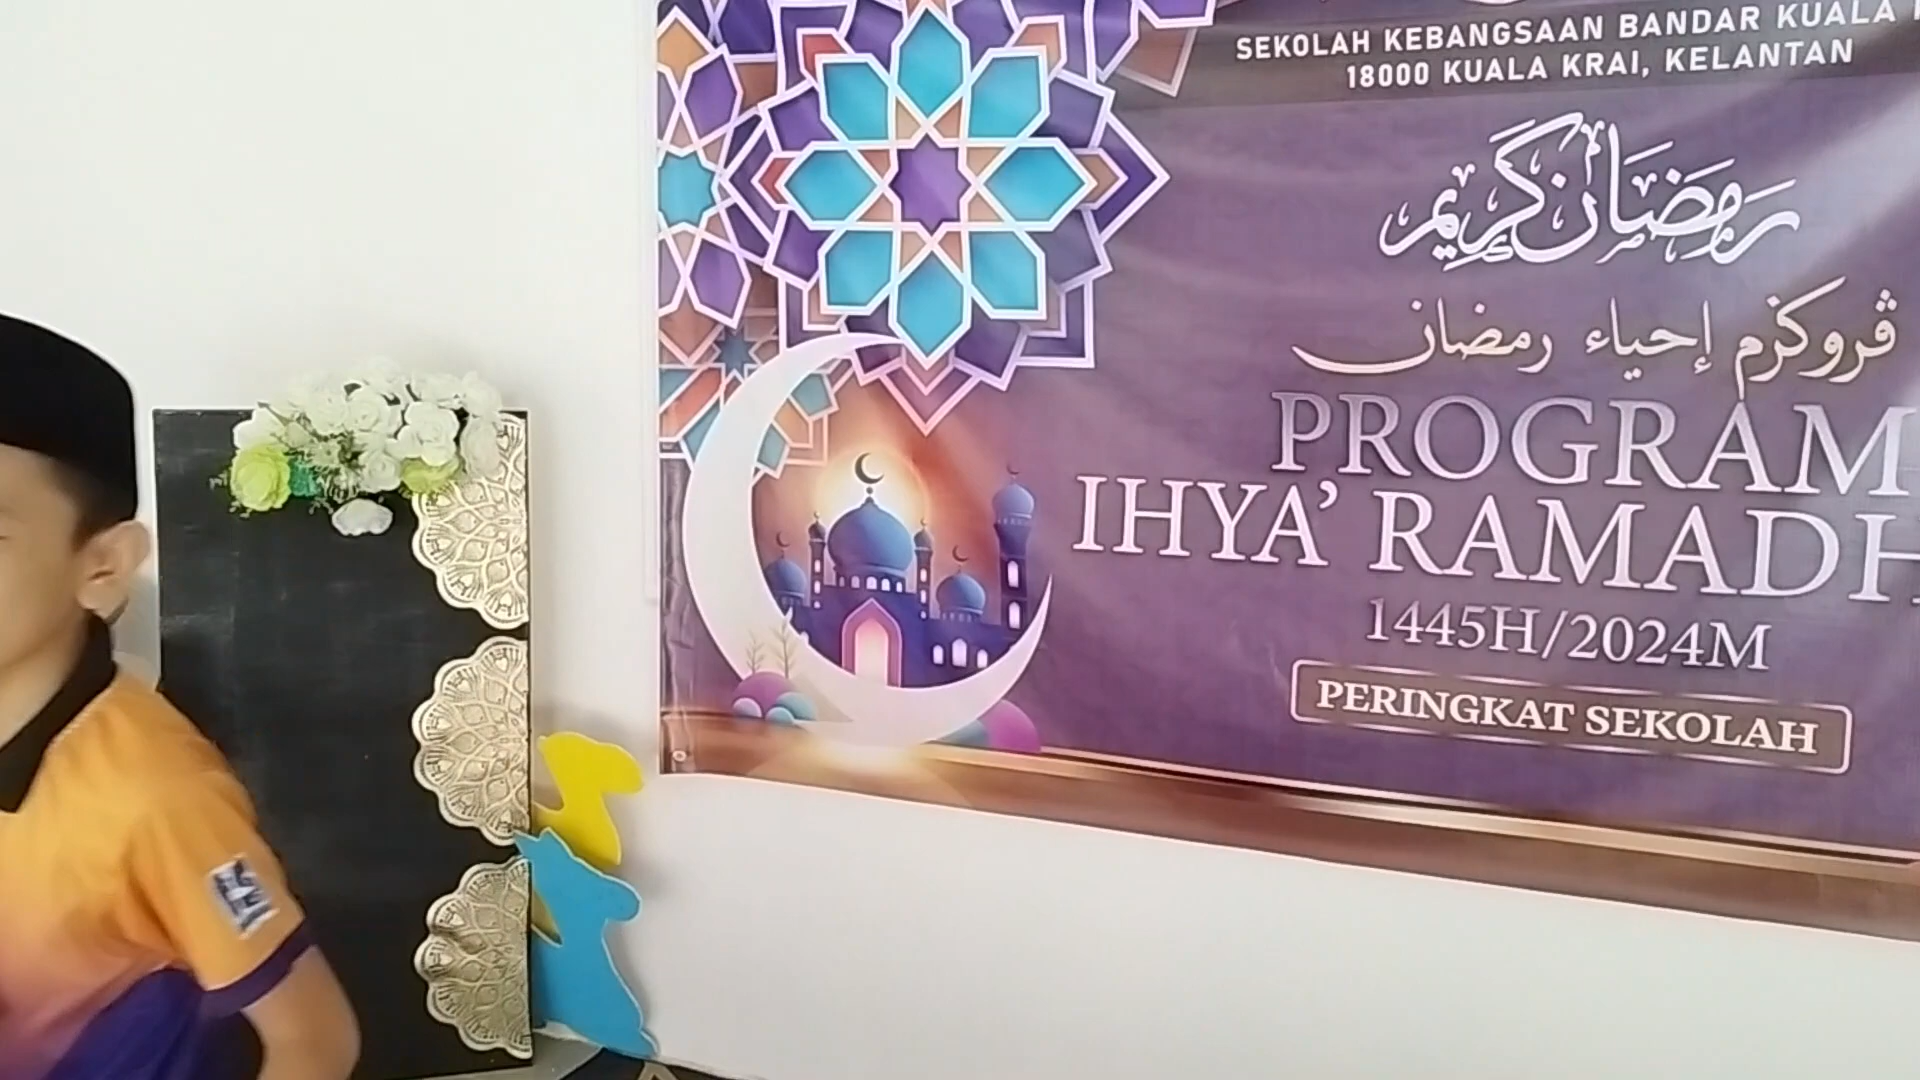 SEKOLAH KEBANGSAAN BANDAR KUALA
18000 KUALA KRAI, KELANTAN
رمضان كريم
ڤروݢرم إحياء رمضان
PROGRAM
IHYA' RAMADH
1445H/2024M
PERINGKAT SEKOLAH